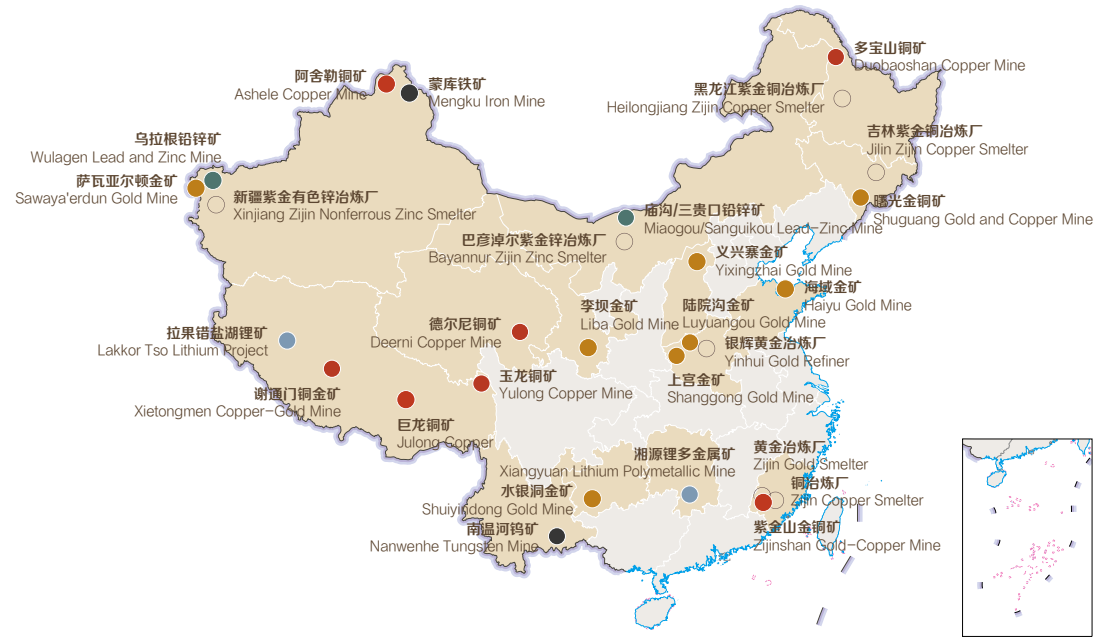 多宝山铜矿
Duobaoshan Copper Mine
阿舍勒铜矿
Ashele Copper Mine
蒙库铁矿
Mengku Iron Mine
黑龙江紫金铜冶炼厂
Heilongjiang Zijin Copper Smelter
吉林紫金铜冶炼厂
Jilin Zijin Copper Smelter
乌拉根铅锌矿
Wulagen Lead and Zinc Mine
萨瓦亚尔顿金矿
Sawaya'erdun Gold Mine
新疆紫金有色锌冶炼厂
Xinjiang Zijin Nonferrous Zinc Smelter
曙光金铜矿
Shuguang Gold and Copper Mine
庙沟/三贵口铅锌矿
Miaogou/Sanguikou Lead-Zinc Mine
巴彦淖尔紫金锌冶炼厂
Bayannur Zijin Zinc Smelter
义兴寨金矿
Yixingzhai Gold Mine
海域金矿
Haiyu Gold Mine
李坝金矿
Liba Gold Mine
陆院沟金矿
Luyuangou Gold Mine
德尔尼铜矿
Deerni Copper Mine
拉果错盐湖锂矿
Lakkor Tso Lithium Project
银辉黄金冶炼厂
Yinhui Gold Refiner
玉龙铜矿
Yulong Copper Mine
上宫金矿
Shanggong Gold Mine
谢通门铜金矿
Xietongmen Copper-Gold Mine
巨龙铜矿
Julong Copper
湘源锂多金属矿
Xiangyuan Lithium Polymetallic Mine
黄金冶炼厂
Zijin Gold Smelter
铜冶炼厂
Zijin Copper Smelter
水银洞金矿
Shuiyindong Gold Mine
紫金山金铜矿
Zijinshan Gold-Copper Mine
南温河钨矿
Nanwenhe Tungsten Mine